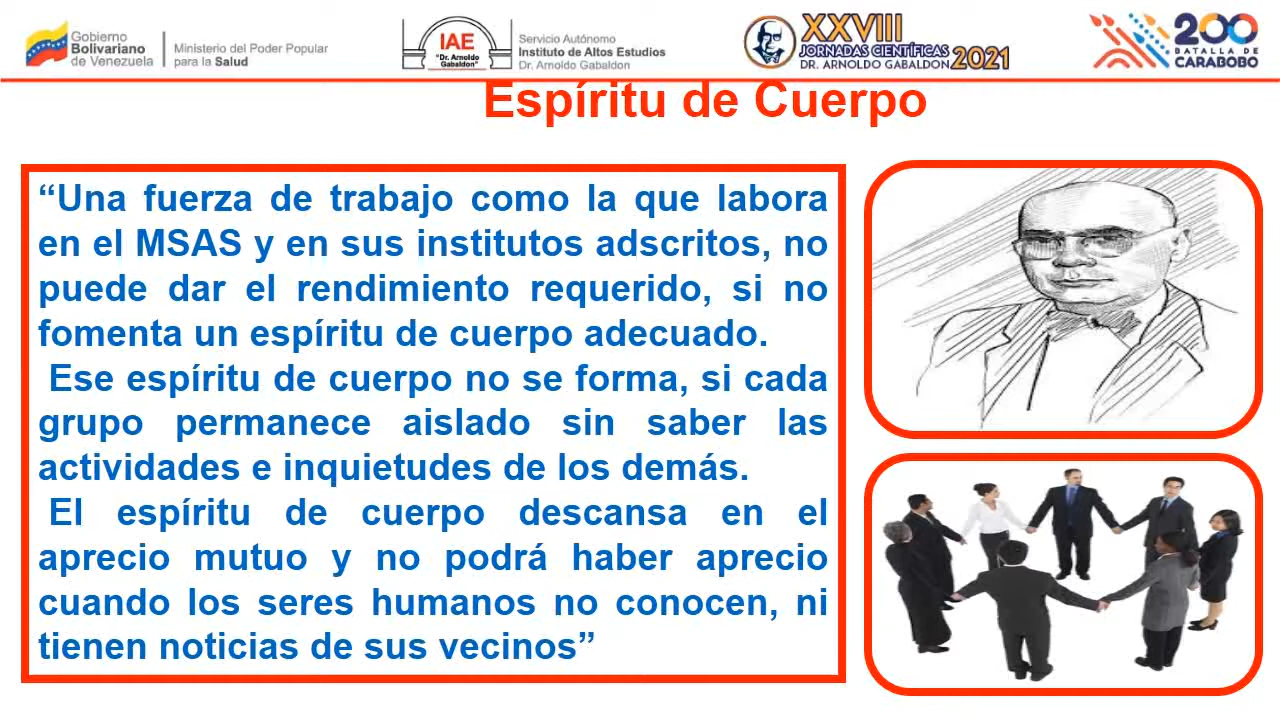 Gobierno
Bolivariano
de Venezuela
Ministerio del Poder Popular
para la Salud
IAE
"Dr. Arnoldo
Gabaldon"
Servicio Autónomo
Instituto de Altos Estudios
Dr. Arnoldo Gabaldon
XXVIII
JORNADAS CIENTÍFICAS
DR. ARNOLDO GABALDON 2021
200
BATALLA DE
CARABOBO
Espíritu de Cuerpo
“Una fuerza de trabajo como la que labora
en el MSAS y en sus institutos adscritos, no
puede dar el rendimiento requerido, si no
fomenta un espíritu de cuerpo adecuado.
Ese espíritu de cuerpo no se forma, si cada
grupo permanece aislado sin saber las
actividades e inquietudes de los demás.
El espíritu de cuerpo descansa en el
aprecio mutuo y no podrá haber aprecio
cuando los seres humanos no conocen, ni
tienen noticias de sus vecinos”